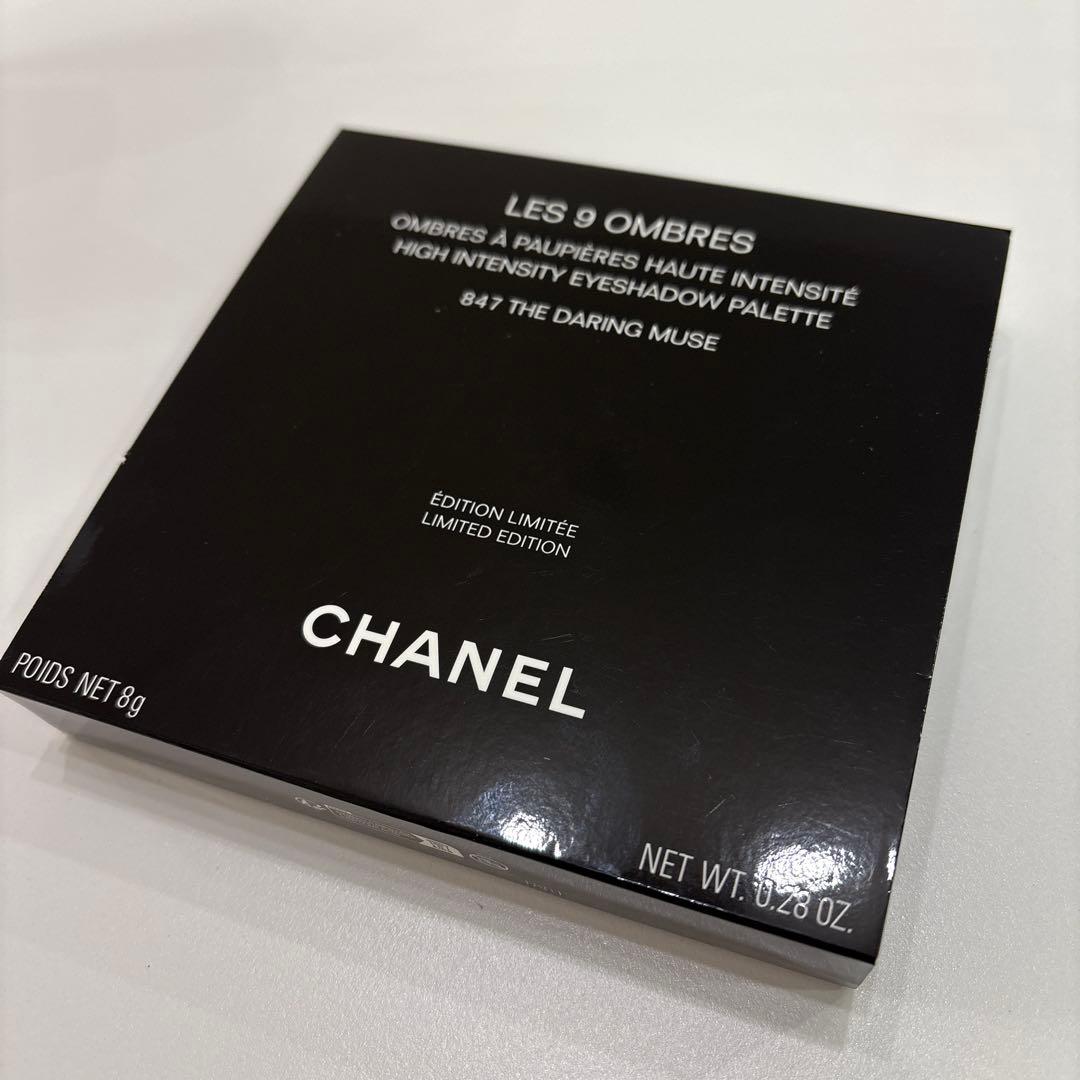 LES 9 OMBRES
OMBRES À PAUPIÈRES HAUTE INTENSITÉ
HIGH INTENSITY EYESHADOW PALETTE
847 THE DARING MUSE
ÉDITION LIMITÉE
LIMITED EDITION
CHANEL
POIDS NET 8g
NET WT. 0.28 OZ.